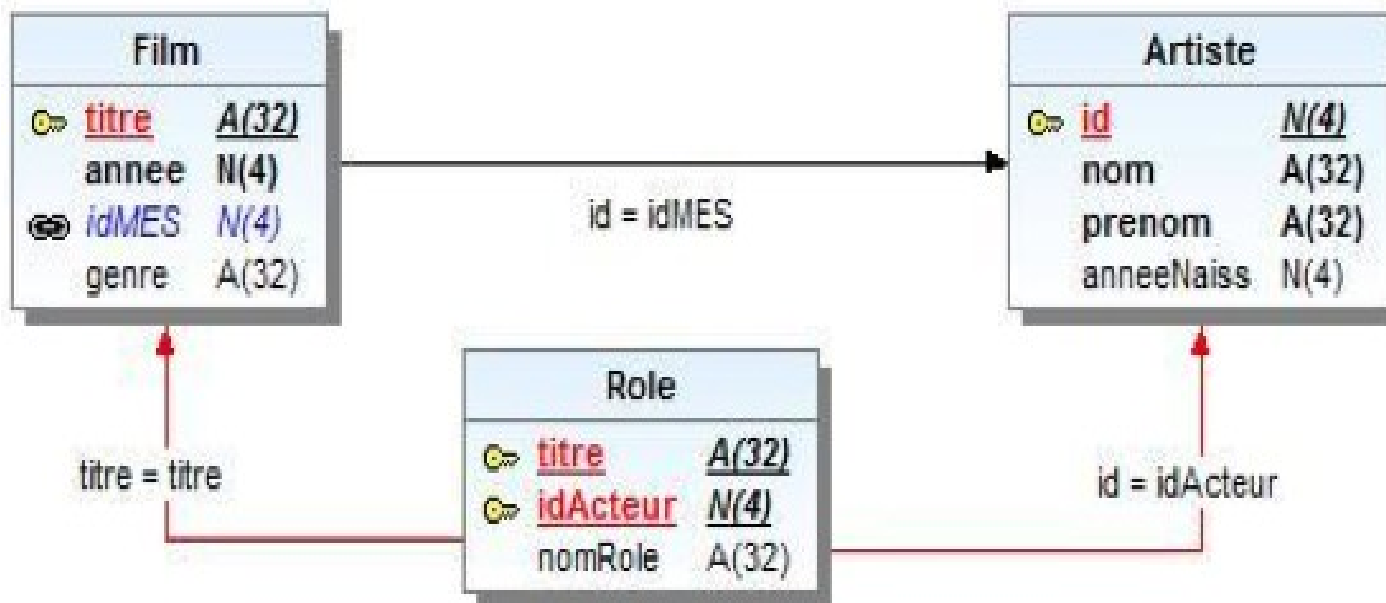 Film
titre A(32)
annee N(4)
idMES N(4)
genre A(32)
id = idMES
Artiste
id N(4)
nom A(32)
prenom A(32)
anneeNaiss N(4)
Role
titre A(32)
idActeur N(4)
nomRole A(32)
titre = titre
id = idActeur